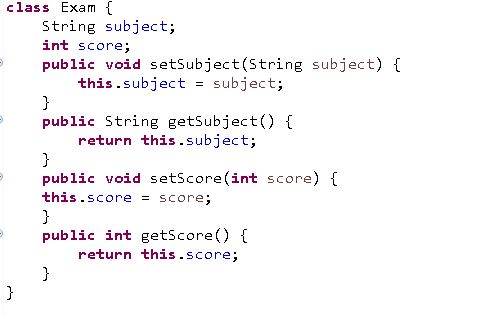 class Exam {
    String subject;
    int score;
    public void setSubject(String subject) {
        this.subject = subject;
    }
    public String getSubject() {
        return this.subject;
    }
    public void setScore(int score) {
    this.score = score;
    }
    public int getScore() {
        return this.score;
    }
}